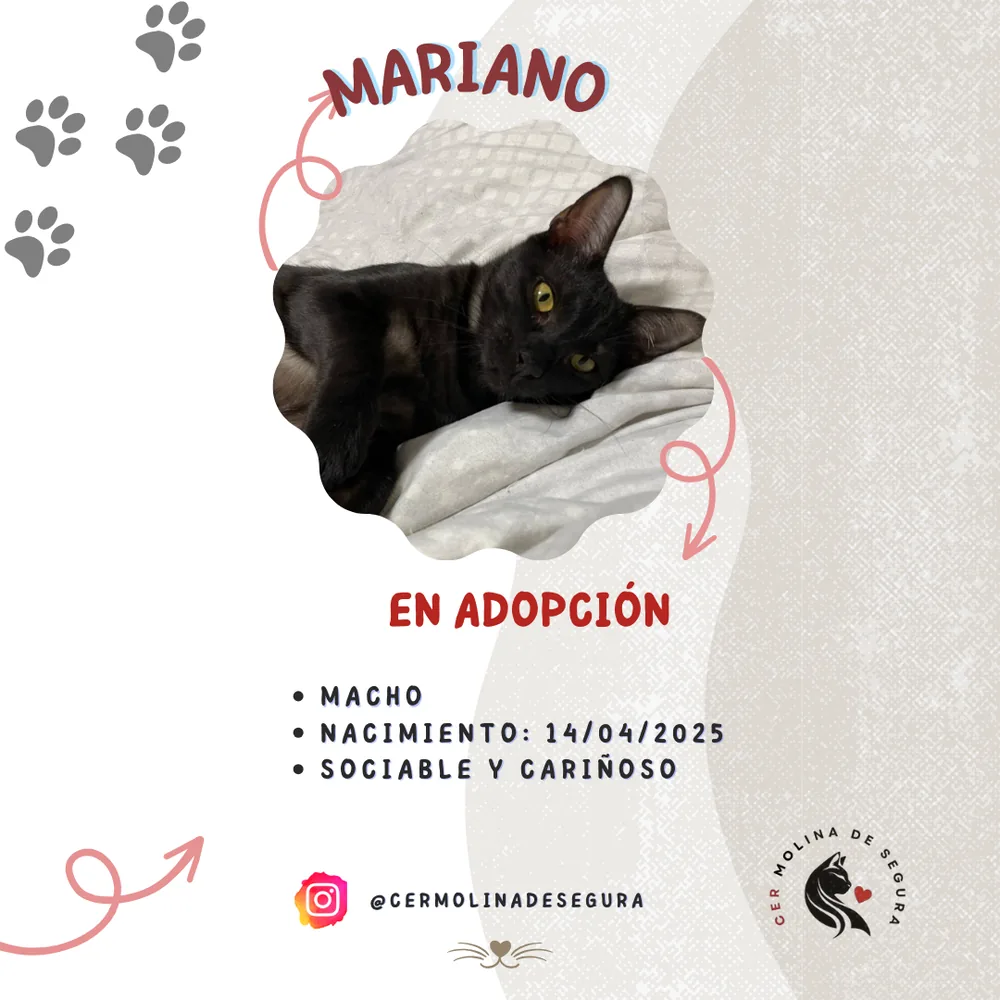 MARIANO
EN ADOPCIÓN
MACHO
NACIMIENTO: 14/04/2025
SOCIABLE Y CARIÑOSO
@CERMOLINADESEGURA
CER MOLINA DE SEGURA